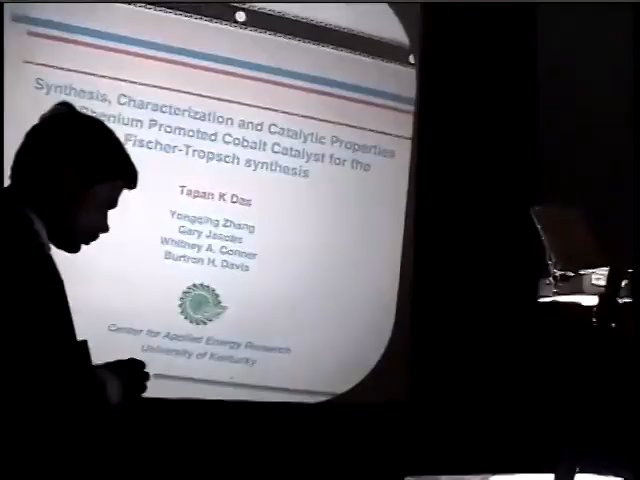 Synthesis, Characterization and Catalytic Properties
Rhenium Promoted Cobalt Catalyst for the
Fischer-Tropsch synthesis
Tapan K Das
Yongqing Zhang
Gary Jacobs
Whitney A. Conner
Burtron H. Davis
Center for Applied Energy Research
University of Kentucky